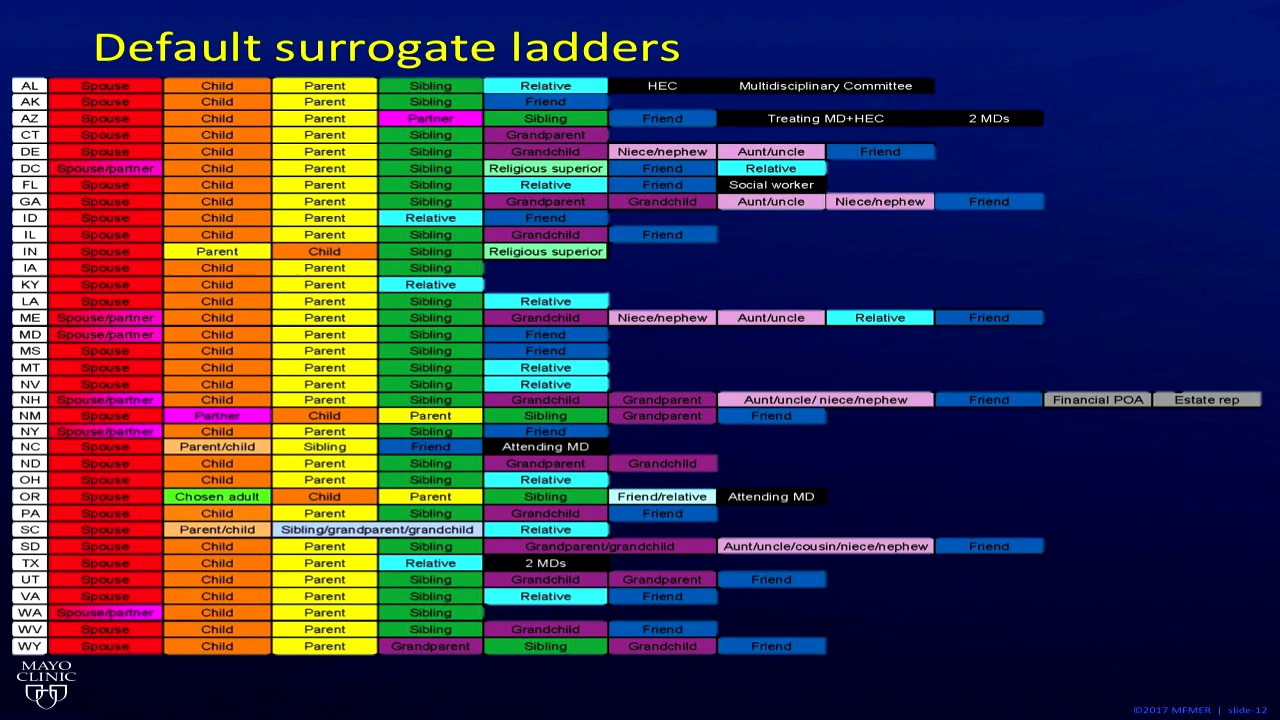 Default surrogate ladders
AL Spouse Child Parent Sibling Relative HEC Multidisciplinary Committee
AK Spouse Child Parent Sibling Friend
AZ Spouse Child Parent Partner Sibling Friend Treating MD+HEC 2 MDs
CT Spouse Child Parent Sibling Grandparent
DE Spouse Child Parent Sibling Grandchild Niece/nephew Aunt/uncle Friend
DC Spouse/partner Child Parent Sibling Religious superior Friend Relative
FL Spouse Child Parent Sibling Relative Friend Social worker
GA Spouse Child Parent Sibling Grandparent Grandchild Aunt/uncle Niece/nephew Friend
ID Spouse Child Parent Relative Friend
IL Spouse Child Parent Sibling Grandchild Friend
IN Spouse Parent Child Sibling Religious superior
IA Spouse Child Parent Sibling
KY Spouse Child Parent Relative
LA Spouse Child Parent Sibling Relative
ME Spouse/partner Child Parent Sibling Grandchild Niece/nephew Aunt/uncle Relative Friend
MD Spouse/partner Child Parent Sibling Friend
MS Spouse Child Parent Sibling Friend
MT Spouse Child Parent Sibling Relative
NV Spouse Child Parent Sibling Relative
NH Spouse/partner Child Parent Sibling Grandchild Grandparent Aunt/uncle/ niece/nephew Friend Financial POA Estate rep
NM Spouse Partner Child Parent Sibling Grandparent Friend
NY Spouse/partner Child Parent Sibling Friend
NC Spouse Parent/child Sibling Friend Attending MD
ND Spouse Child Parent Sibling Grandparent Grandchild
OH Spouse Child Parent Sibling Relative
OR Spouse Chosen adult Child Parent Sibling Friend/relative Attending MD
PA Spouse Child Parent Sibling Grandchild Friend
SC Spouse Parent/child Sibling/grandparent/grandchild Relative
SD Spouse Child Parent Sibling Grandparent/grandchild Aunt/uncle/cousin/niece/nephew Friend
TX Spouse Child Parent Relative 2 MDs
UT Spouse Child Parent Sibling Grandchild Grandparent Friend
VA Spouse Child Parent Sibling Relative Friend
WA Spouse/partner Child Parent Sibling
WV Spouse Child Parent Sibling Grandchild Friend
WY Spouse Child Parent Grandparent Sibling Grandchild Friend
MAYO
CLINIC
©2017 MFMER | slide-12